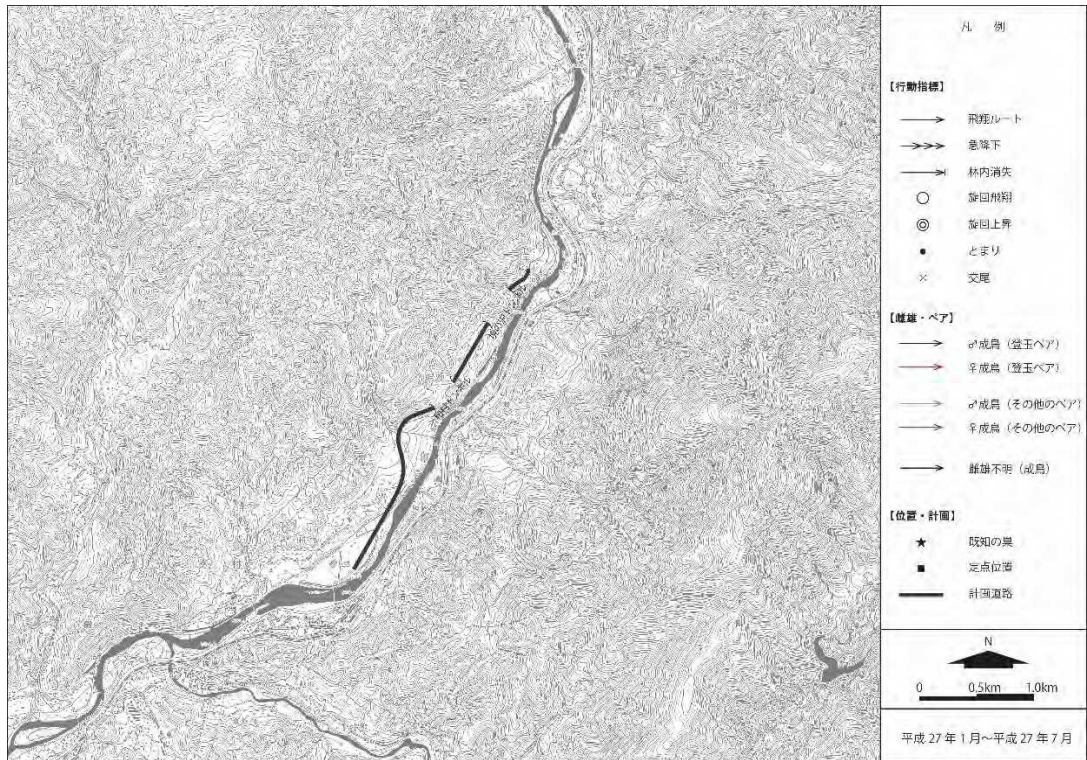 凡 例
【行動指標】
飛翔ルート
急降下
林内消失
旋回飛翔
旋回上昇
とまり
交尾
【雌雄・ペア】
♂成鳥（登玉ペア）
♀成鳥（登玉ペア）
♂成鳥（その他のペア）
♀成鳥（その他のペア）
雌雄不明（成鳥）
【位置・計画】
既知の巣
定点位置
計画道路
N
0 0.5km 1.0km
平成 27 年 1 月～平成 27 年 7 月